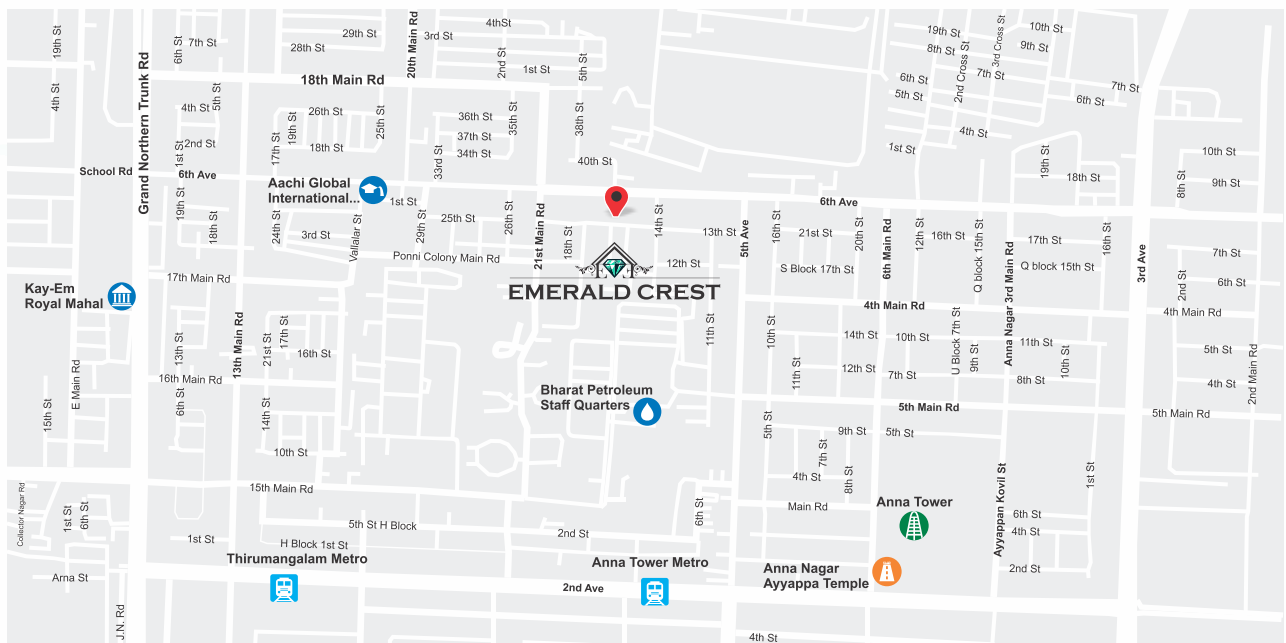 19th St
4th St
Grand Northern Trunk Rd
6th St
7th St
29th St
28th St
20th Main Rd
3rd St
4thSt
2nd St
1st St
5th St
19th St
8th St
2nd Cross St
3rd Cross St
10th St
9th St
7th St
7th St
6th St
5th St
6th St
4th St
1st St
18th Main Rd
5th St
4th St
26th St
19th St
25th St
36th St
37th St
34th St
35th St
38th St
33rd St
40th St
2nd St
1st St
17th St
18th St
School Rd
6th Ave
Aachi Global
International...
1st St
6th Ave
19th St
18th St
10th St
9th St
8th St
19th St
18th St
24th St
3rd St
Vallalar St
29th St
25th St
26th St
21st Main Rd
18th St
14th St
13th St
5th Ave
16th St
21st St
20th St
6th Main Rd
12th St
16th St
Q block 15th St
Anna Nagar 3rd Main Rd
17th St
16th St
3rd Ave
7th St
Ponni Colony Main Rd
12th St
S Block 17th St
Q block 15th St
17th Main Rd
2nd St
6th St
Kay-Em
Royal Mahal
EMERALD CREST
4th Main Rd
4th Main Rd
13th St
13th Main Rd
21st St
17th St
16th St
11th St
10th St
14th St
10th St
U Block 7th St
9th St
11th St
10th St
5th St
16th Main Rd
12th St
7th St
8th St
11th St
4th St
2nd Main Rd
E Main Rd
15th St
6th St
14th St
Bharat Petroleum
Staff Quarters
5th Main Rd
5th Main Rd
5th St
9th St
5th St
7th St
10th St
4th St
8th St
Ayyappan Kovil St
1st St
15th Main Rd
Collector Nagar Rd
1st St
6th St
6th St
Main Rd
Anna Tower
6th St
4th St
5th St H Block
2nd St
1st St
H Block 1st St
Thirumangalam Metro
Anna Tower Metro
Anna Nagar
Ayyappa Temple
2nd St
Arna St
2nd Ave
J.N. Rd
4th St